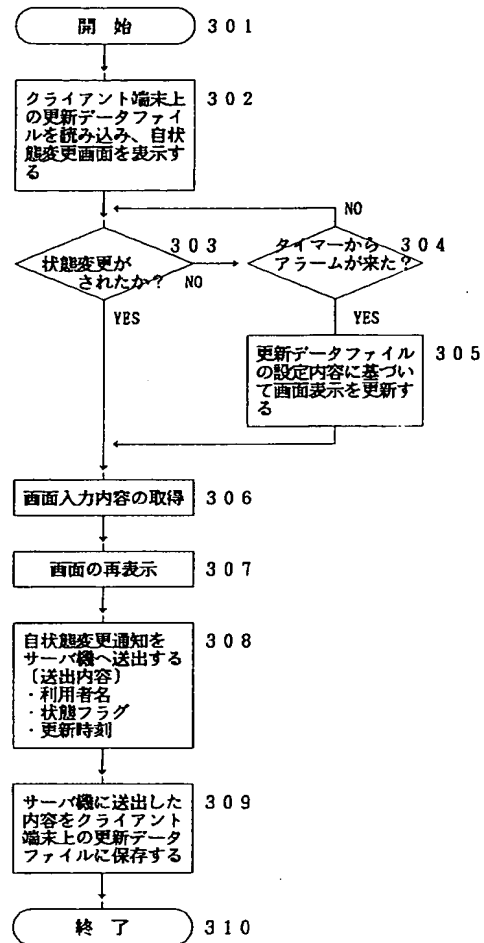 開 始 301
クライアント端末上 302
の更新データファイ
ルを読み込み、自状
態変更画面を表示す
る
NO
303
状態変更が
されたか？ NO
タイマーから 304
アラームが来た？
YES
YES
更新データファイル 305
の設定内容に基づい
て画面表示を更新す
る
画面入力内容の取得 306
画面の再表示 307
自状態変更通知を 308
サーバ機へ送出する
〔送出内容〕
・利用者名
・状態フラグ
・更新時刻
サーバ機に送出した 309
内容をクライアント
端末上の更新データ
ファイルに保存する
終 了 310